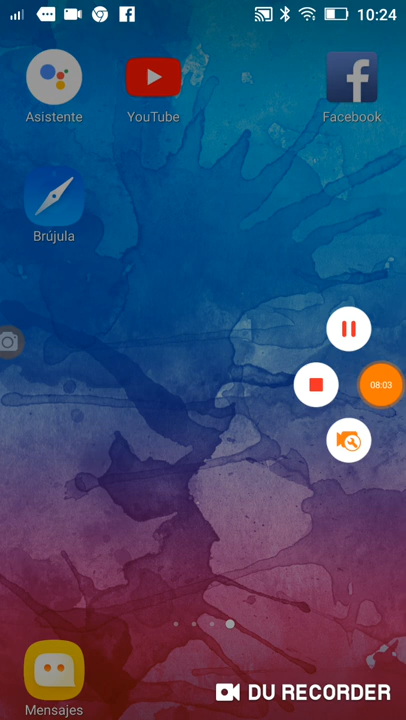 10:24
Asistente
YouTube
Facebook
Brújula
08:03
Mensajes
DU RECORDER